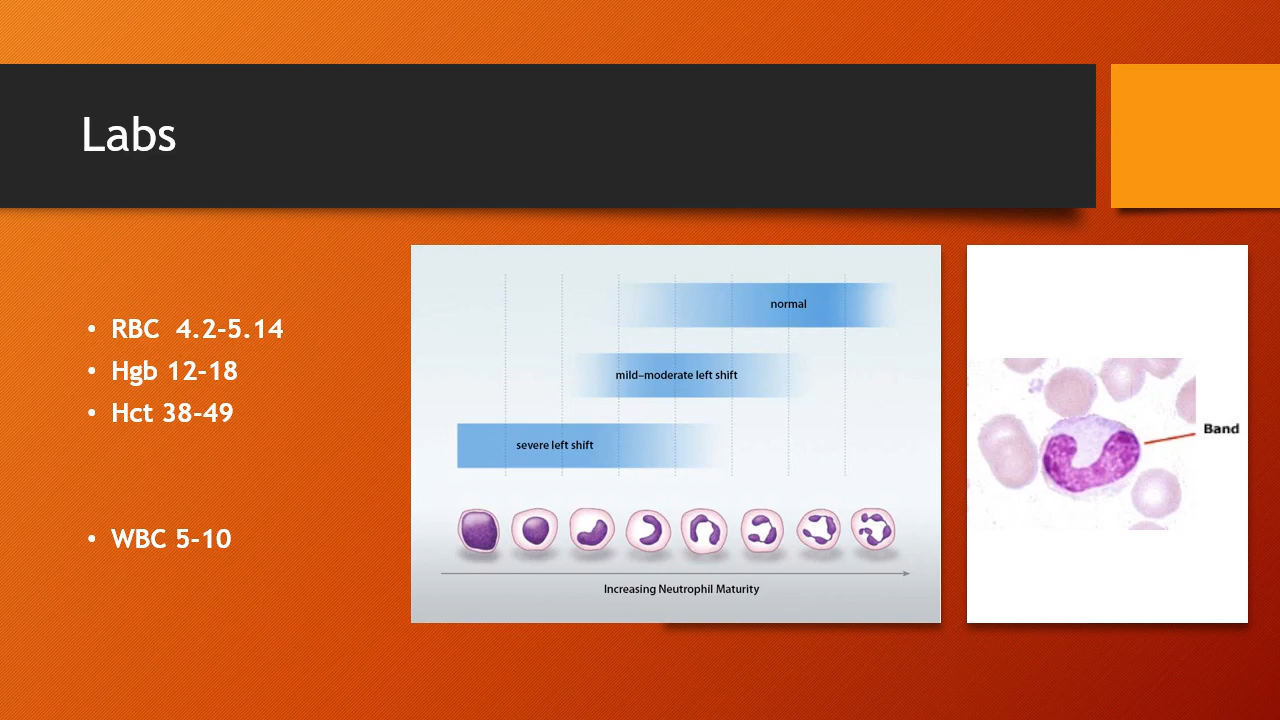 Labs
• RBC  4.2-5.14
• Hgb 12-18
• Hct 38-49
• WBC 5-10
normal
mild–moderate left shift
severe left shift
Increasing Neutrophil Maturity
Band